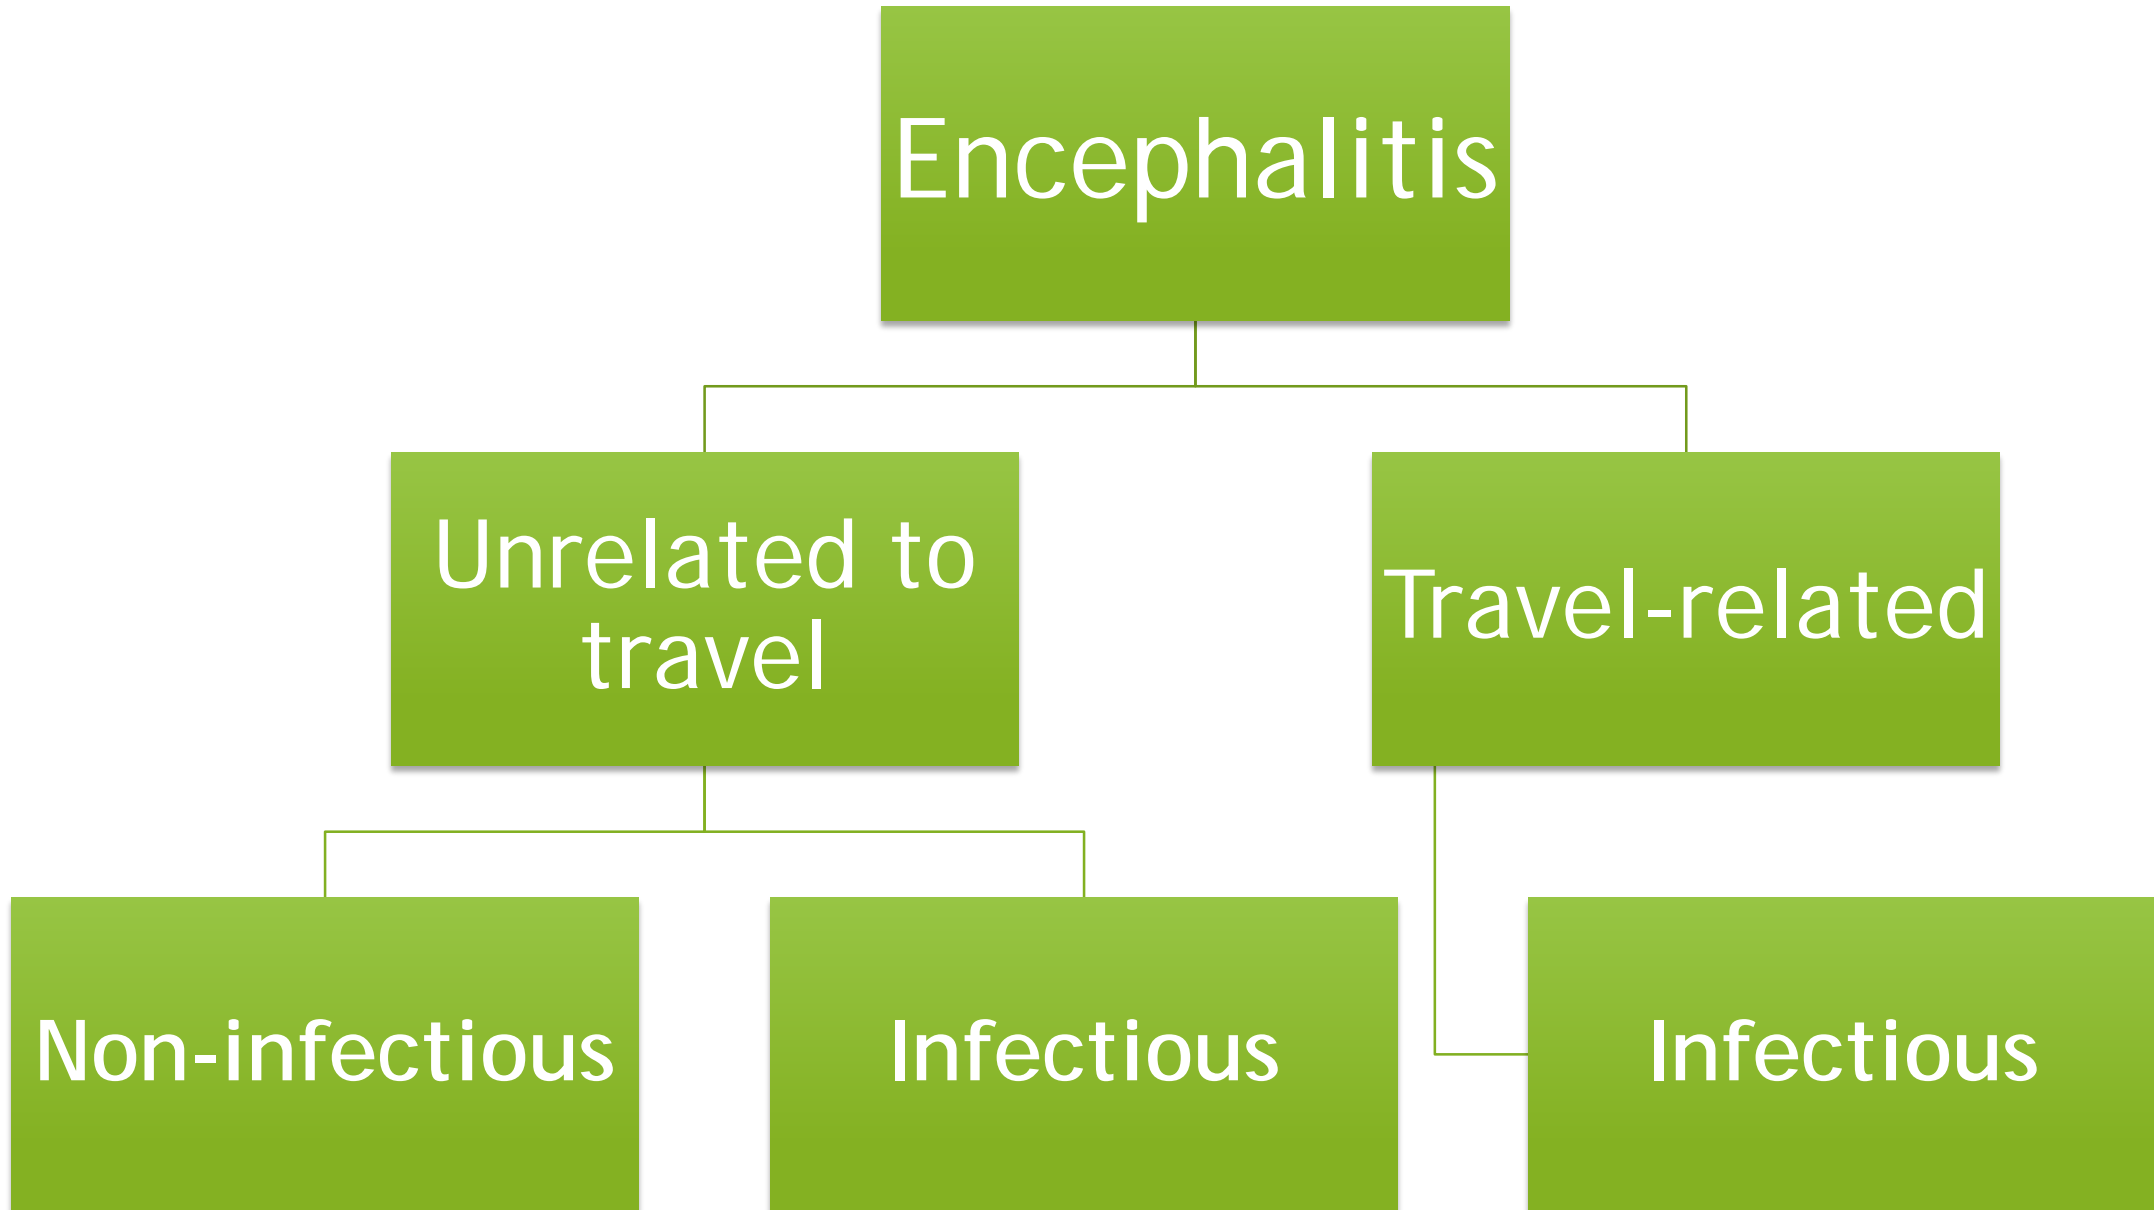 Encephalitis
Unrelated to
travel
Travel-related
Non-infectious
Infectious
Infectious